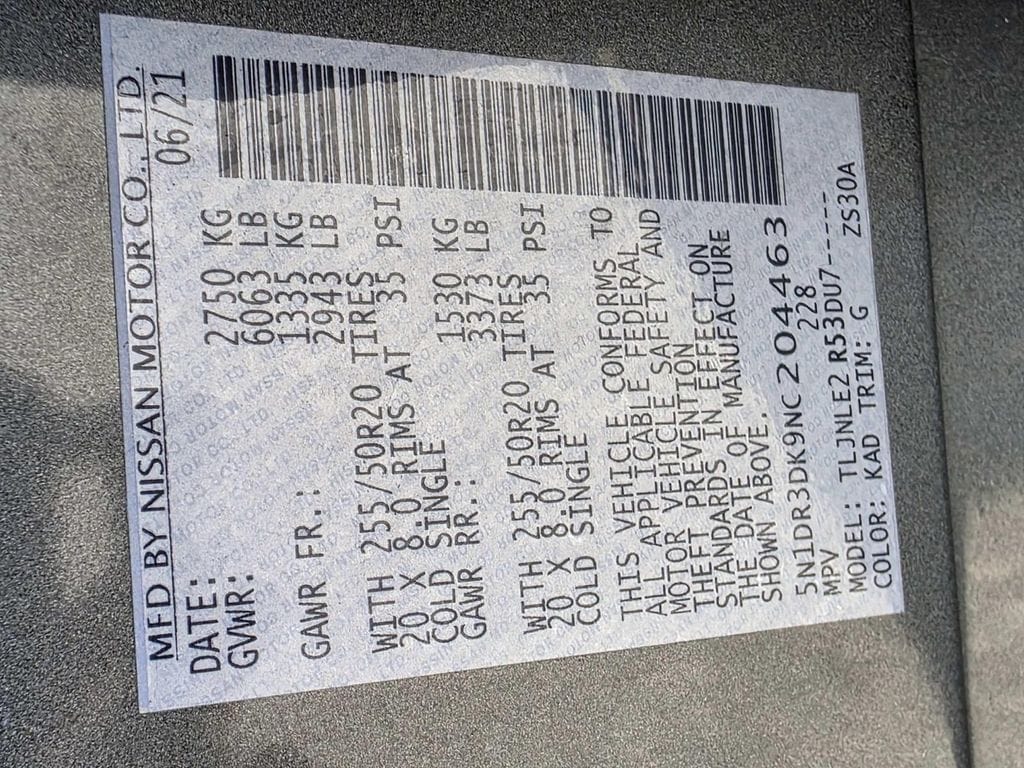 MFD BY NISSAN MOTOR CO., LTD.
DATE: 06/21
GVWR: 2750 KG
6063 LB
GAWR FR.: 1335 KG
2943 LB
WITH 255/50R20 TIRES
20 X 8.0 RIMS AT 35 PSI
COLD SINGLE
GAWR RR.: 1530 KG
3373 LB
WITH 255/50R20 TIRES
20 X 8.0 RIMS AT 35 PSI
COLD SINGLE
THIS VEHICLE CONFORMS TO
ALL APPLICABLE FEDERAL
MOTOR VEHICLE SAFETY AND
THEFT PREVENTION
STANDARDS IN EFFECT ON
THE DATE OF MANUFACTURE
SHOWN ABOVE.
5N1DR3DK9NC204463
MPV 228
MODEL: TLJNLE2 R53DU7-----
COLOR: KAD TRIM: G ZS30A